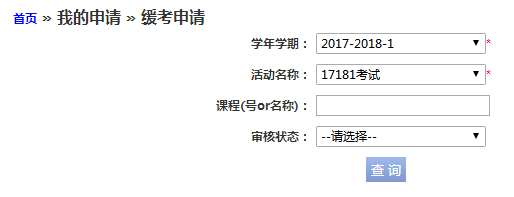 首页 » 我的申请 » 缓考申请
学年学期： 2017-2018-1 *
活动名称： 17181考试 *
课程(号or名称)：
审核状态： --请选择--
查 询